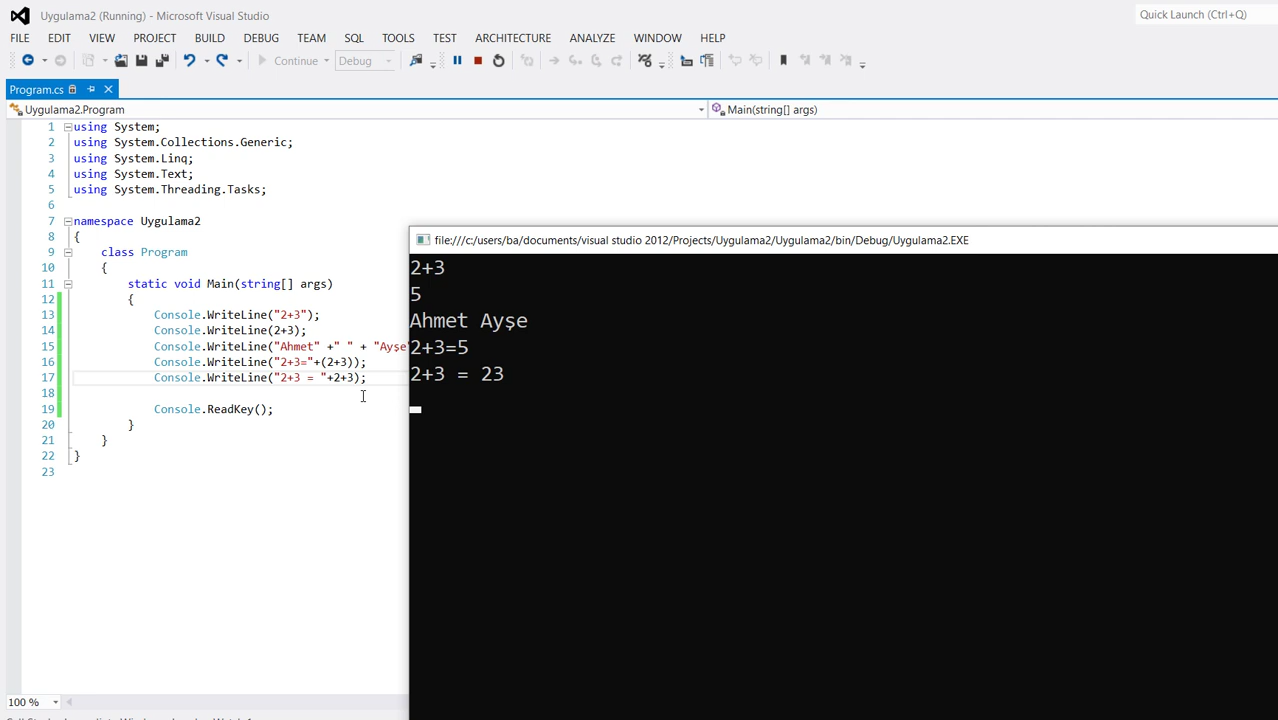 Uygulama2 (Running) - Microsoft Visual Studio
Quick Launch (Ctrl+Q)
FILE EDIT VIEW PROJECT BUILD DEBUG TEAM SQL TOOLS TEST ARCHITECTURE ANALYZE WINDOW HELP
Continue Debug
Program.cs
Uygulama2.Program Main(string[] args)
1 using System;
2 using System.Collections.Generic;
3 using System.Linq;
4 using System.Text;
5 using System.Threading.Tasks;
6
7 namespace Uygulama2
8 {
9 class Program
10 {
11 static void Main(string[] args)
12 {
13 Console.WriteLine("2+3");
14 Console.WriteLine(2+3);
15 Console.WriteLine("Ahmet" +" " + "Ayşe"
16 Console.WriteLine("2+3="+(2+3));
17 Console.WriteLine("2+3 = "+2+3);
18
19 Console.ReadKey();
20 }
21 }
22 }
23
file:///c:/users/ba/documents/visual studio 2012/Projects/Uygulama2/Uygulama2/bin/Debug/Uygulama2.EXE
2+3
5
Ahmet Ayşe
2+3=5
2+3 = 23
100 %